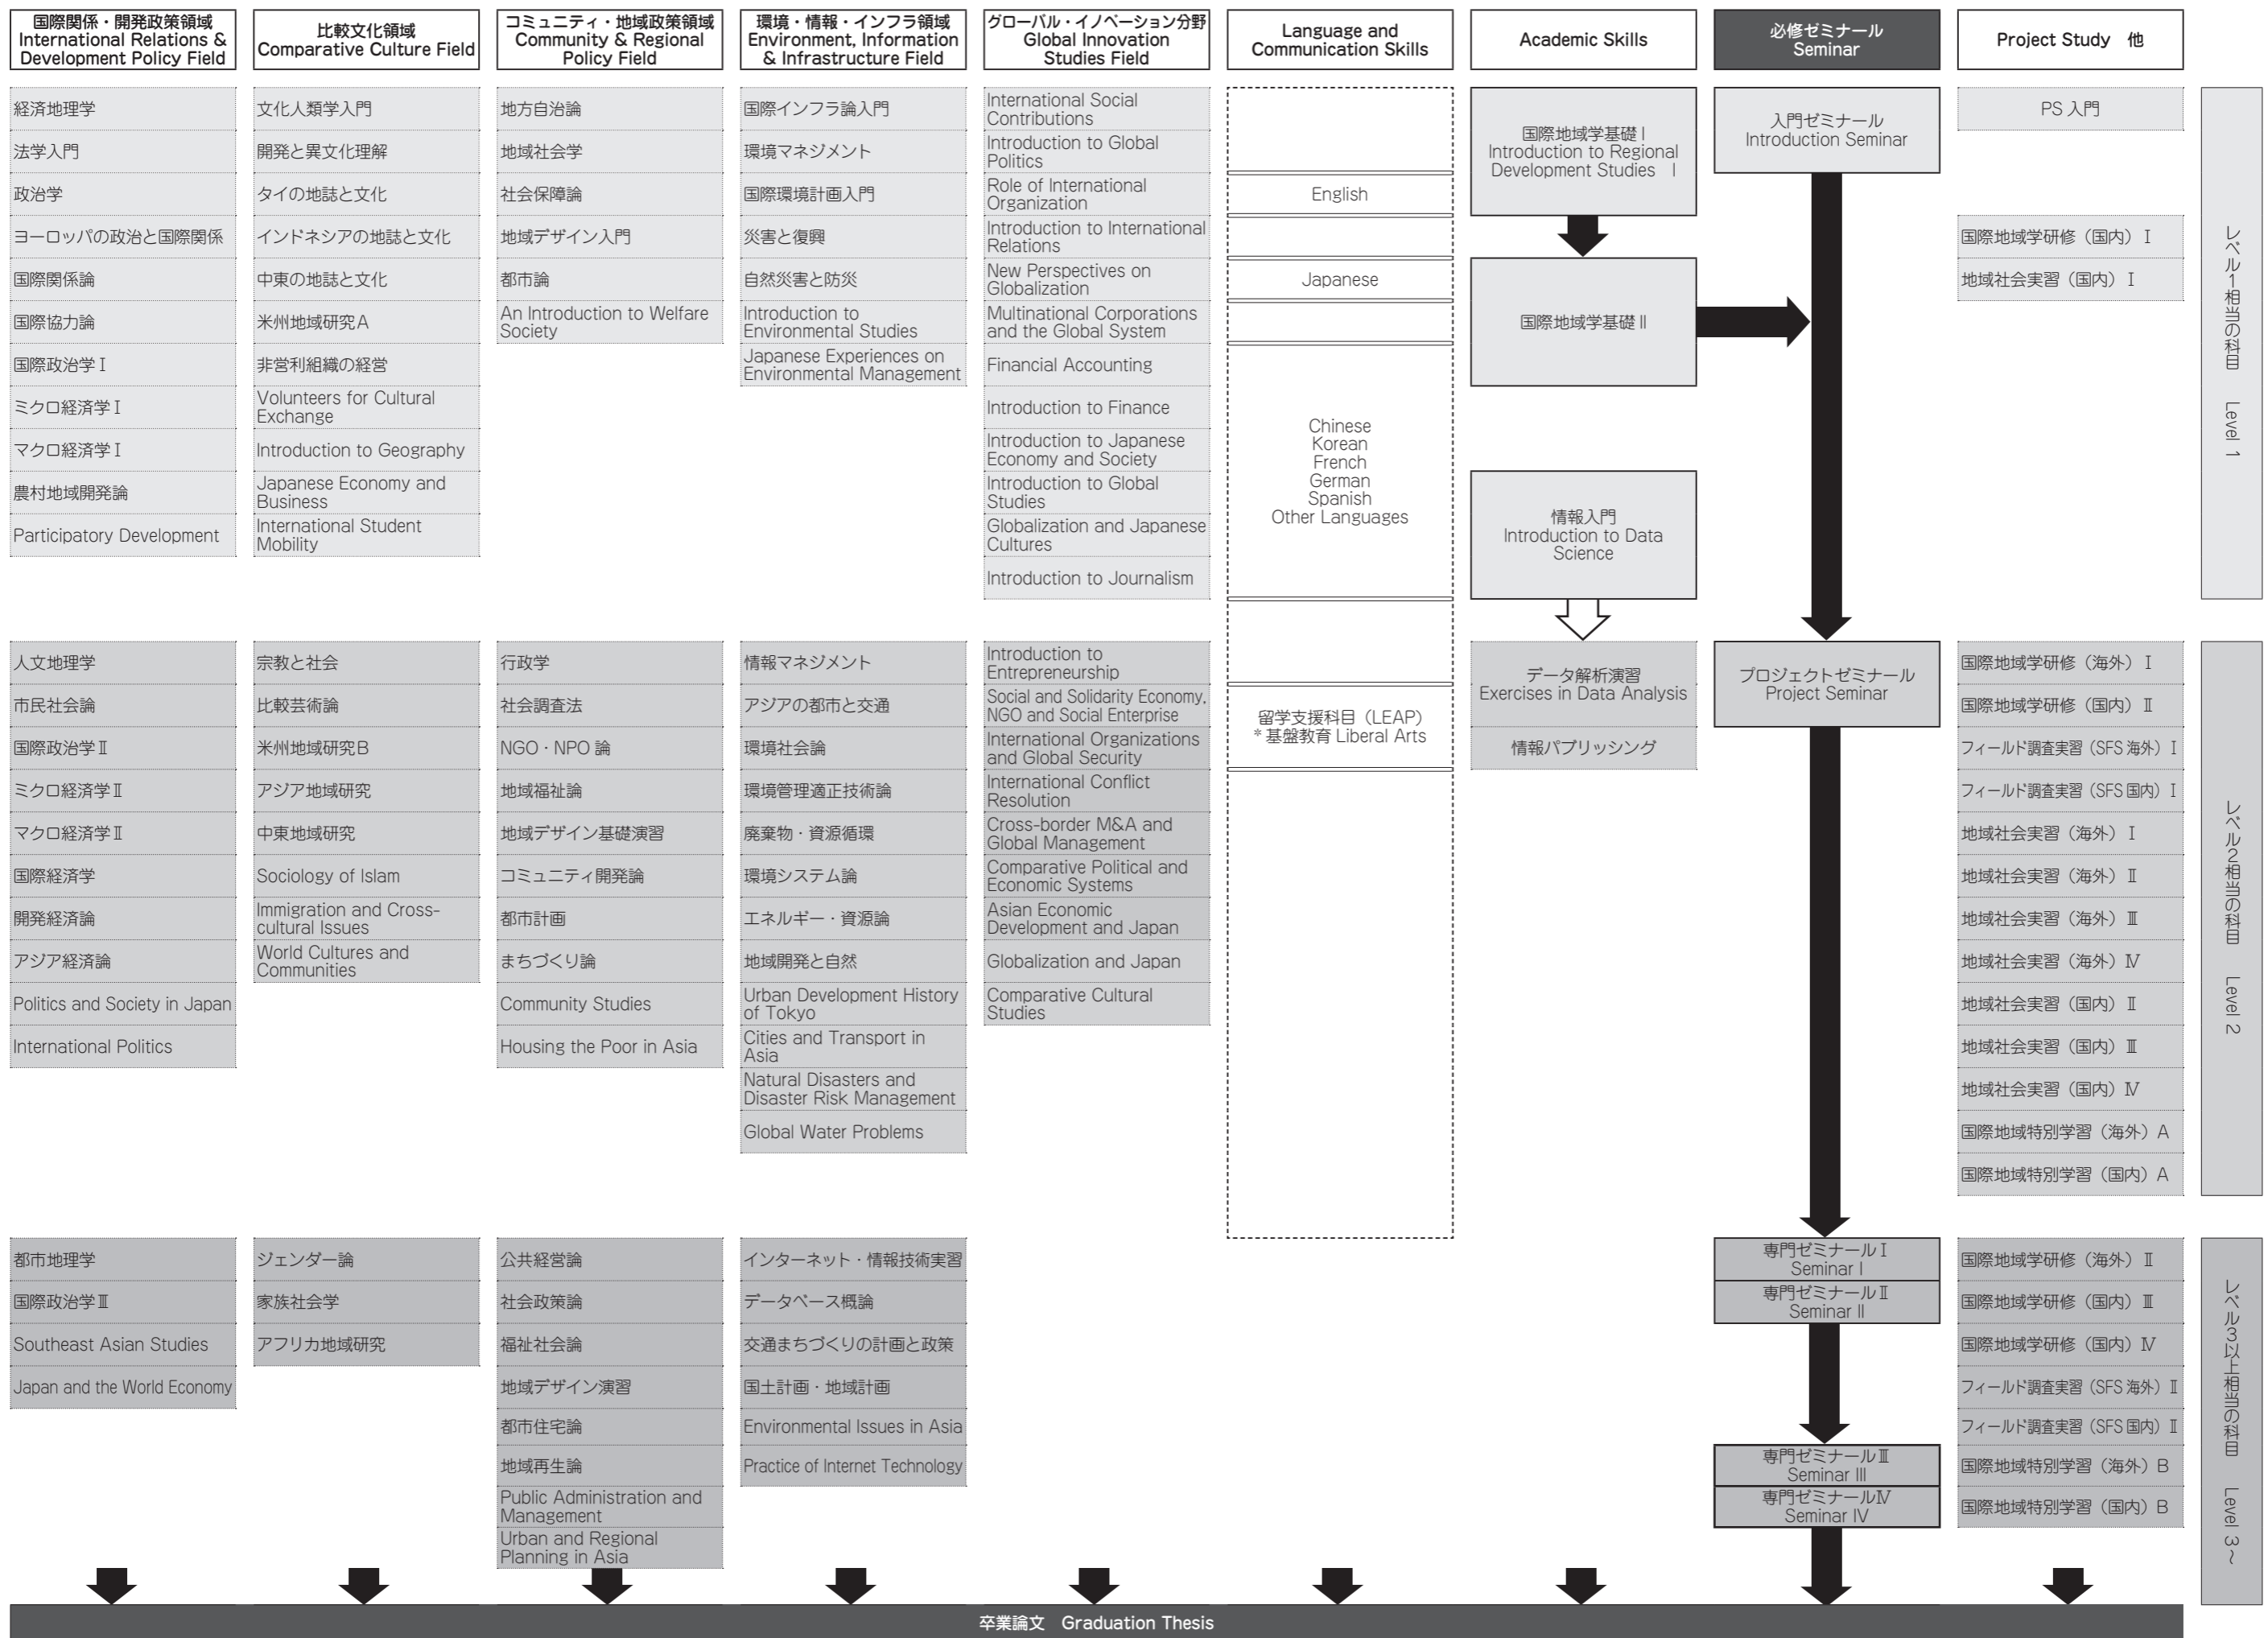 国際関係・開発政策領域
International Relations &
Development Policy Field
比較文化領域
Comparative Culture Field
コミュニティ・地域政策領域
Community & Regional
Policy Field
環境・情報・インフラ領域
Environment, Information
& Infrastructure Field
グローバル・イノベーション分野
Global Innovation
Studies Field
Language and
Communication Skills
Academic Skills
必修ゼミナール
Seminar
Project Study 他
経済地理学
法学入門
政治学
ヨーロッパの政治と国際関係
国際関係論
国際協力論
国際政治学Ⅰ
ミクロ経済学Ⅰ
マクロ経済学Ⅰ
農村地域開発論
Participatory Development
文化人類学入門
開発と異文化理解
タイの地誌と文化
インドネシアの地誌と文化
中東の地誌と文化
米州地域研究A
非営利組織の経営
Volunteers for Cultural
Exchange
Introduction to Geography
Japanese Economy and
Business
International Student
Mobility
地方自治論
地域社会学
社会保障論
地域デザイン入門
都市論
An Introduction to Welfare
Society
国際インフラ論入門
環境マネジメント
国際環境計画入門
災害と復興
自然災害と防災
Introduction to
Environmental Studies
Japanese Experiences on
Environmental Management
International Social
Contributions
Introduction to Global
Politics
Role of International
Organization
Introduction to International
Relations
New Perspectives on
Globalization
Multinational Corporations
and the Global System
Financial Accounting
Introduction to Finance
Introduction to Japanese
Economy and Society
Introduction to Global
Studies
Globalization and Japanese
Cultures
Introduction to Journalism
English
Japanese
Chinese
Korean
French
German
Spanish
Other Languages
国際地域学基礎Ⅰ
Introduction to Regional
Development Studies Ⅰ
国際地域学基礎Ⅱ
情報入門
Introduction to Data
Science
入門ゼミナール
Introduction Seminar
PS 入門
国際地域学研修（国内）Ⅰ
地域社会実習（国内）Ⅰ
レベル1相当の科目 Level 1
人文地理学
市民社会論
国際政治学Ⅱ
ミクロ経済学Ⅱ
マクロ経済学Ⅱ
国際経済学
開発経済論
アジア経済論
Politics and Society in Japan
International Politics
宗教と社会
比較芸術論
米州地域研究B
アジア地域研究
中東地域研究
Sociology of Islam
Immigration and Cross-
cultural Issues
World Cultures and
Communities
行政学
社会調査法
NGO・NPO 論
地域福祉論
地域デザイン基礎演習
コミュニティ開発論
都市計画
まちづくり論
Community Studies
Housing the Poor in Asia
情報マネジメント
アジアの都市と交通
環境社会論
環境管理適正技術論
廃棄物・資源循環
環境システム論
エネルギー・資源論
地域開発と自然
Urban Development History
of Tokyo
Cities and Transport in
Asia
Natural Disasters and
Disaster Risk Management
Global Water Problems
Introduction to
Entrepreneurship
Social and Solidarity Economy,
NGO and Social Enterprise
International Organizations
and Global Security
International Conflict
Resolution
Cross-border M&A and
Global Management
Comparative Political and
Economic Systems
Asian Economic
Development and Japan
Globalization and Japan
Comparative Cultural
Studies
留学支援科目（LEAP）
＊基盤教育 Liberal Arts
データ解析演習
Exercises in Data Analysis
情報パブリッシング
プロジェクトゼミナール
Project Seminar
国際地域学研修（海外）Ⅰ
国際地域学研修（国内）Ⅱ
フィールド調査実習（SFS 海外）Ⅰ
フィールド調査実習（SFS 国内）Ⅰ
地域社会実習（海外）Ⅰ
地域社会実習（海外）Ⅱ
地域社会実習（海外）Ⅲ
地域社会実習（海外）Ⅳ
地域社会実習（国内）Ⅱ
地域社会実習（国内）Ⅲ
地域社会実習（国内）Ⅳ
国際地域特別学習（海外）A
国際地域特別学習（国内）A
レベル2相当の科目 Level 2
都市地理学
国際政治学Ⅲ
Southeast Asian Studies
Japan and the World Economy
ジェンダー論
家族社会学
アフリカ地域研究
公共経営論
社会政策論
福祉社会論
地域デザイン演習
都市住宅論
地域再生論
Public Administration and
Management
Urban and Regional
Planning in Asia
インターネット・情報技術実習
データベース概論
交通まちづくりの計画と政策
国土計画・地域計画
Environmental Issues in Asia
Practice of Internet Technology
専門ゼミナールⅠ
Seminar I
専門ゼミナールⅡ
Seminar II
専門ゼミナールⅢ
Seminar III
専門ゼミナールⅣ
Seminar IV
国際地域学研修（海外）Ⅱ
国際地域学研修（国内）Ⅲ
国際地域学研修（国内）Ⅳ
フィールド調査実習（SFS 海外）Ⅱ
フィールド調査実習（SFS 国内）Ⅱ
国際地域特別学習（海外）B
国際地域特別学習（国内）B
レベル3以上相当の科目 Level 3～
卒業論文 Graduation Thesis